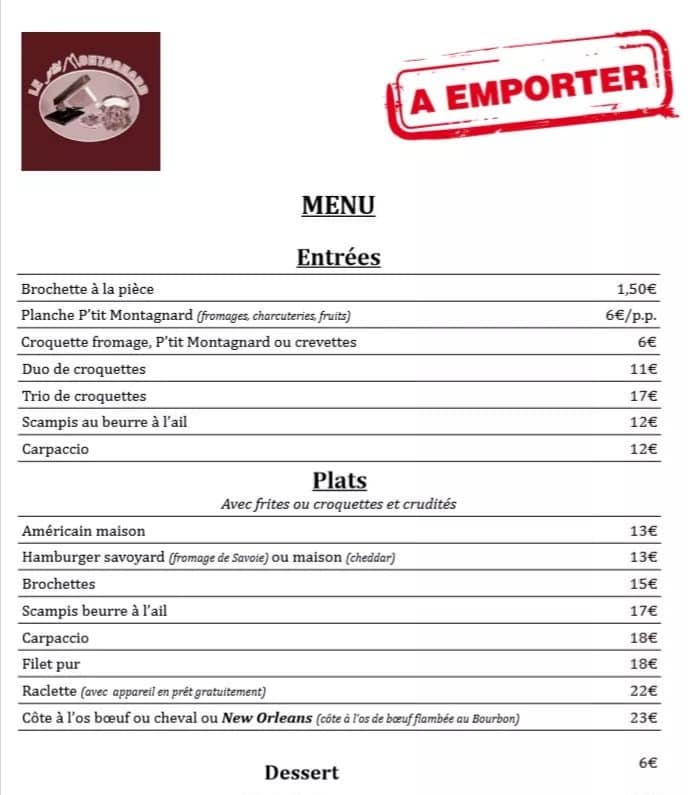 LE P'tit MONTAGNARD
A EMPORTER
MENU
Entrées
Brochette à la pièce 1,50€
Planche P'tit Montagnard (fromages, charcuteries, fruits) 6€/p.p.
Croquette fromage, P'tit Montagnard ou crevettes 6€
Duo de croquettes 11€
Trio de croquettes 17€
Scampis au beurre à l'ail 12€
Carpaccio 12€
Plats
Avec frites ou croquettes et crudités
Américain maison 13€
Hamburger savoyard (fromage de Savoie) ou maison (cheddar) 13€
Brochettes 15€
Scampis beurre à l'ail 17€
Carpaccio 18€
Filet pur 18€
Raclette (avec appareil en prêt gratuitement) 22€
Côte à l'os bœuf ou cheval ou New Orleans (côte à l'os de bœuf flambée au Bourbon) 23€
6€
Dessert